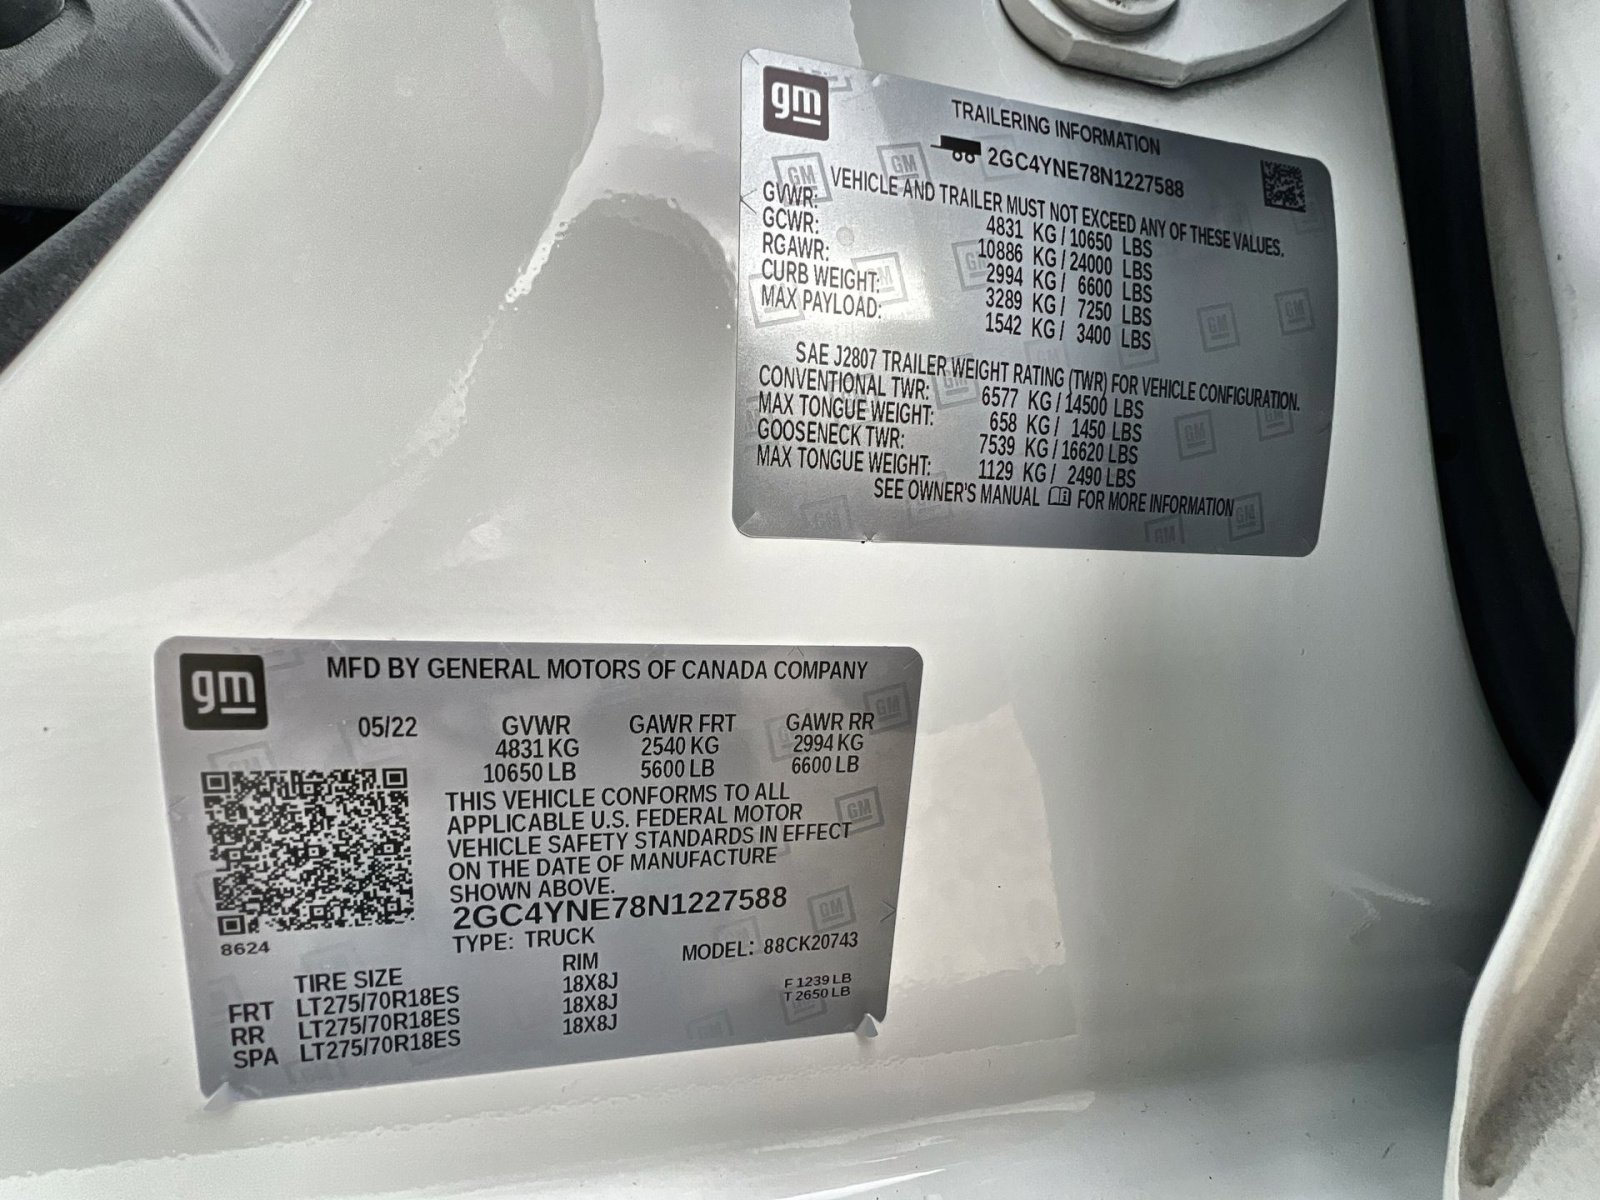 gm
TRAILERING INFORMATION
88 2GC4YNE78N1227588
VEHICLE AND TRAILER MUST NOT EXCEED ANY OF THESE VALUES.
GVWR: 4831 KG / 10650 LBS
GCWR: 10886 KG / 24000 LBS
RGAWR: 2994 KG / 6600 LBS
CURB WEIGHT: 3289 KG / 7250 LBS
MAX PAYLOAD: 1542 KG / 3400 LBS
SAE J2807 TRAILER WEIGHT RATING (TWR) FOR VEHICLE CONFIGURATION.
CONVENTIONAL TWR: 6577 KG / 14500 LBS
MAX TONGUE WEIGHT: 658 KG / 1450 LBS
GOOSENECK TWR: 7539 KG / 16620 LBS
MAX TONGUE WEIGHT: 1129 KG / 2490 LBS
SEE OWNER'S MANUAL FOR MORE INFORMATION
gm
MFD BY GENERAL MOTORS OF CANADA COMPANY
05/22 GVWR GAWR FRT GAWR RR
4831 KG 2540 KG 2994 KG
10650 LB 5600 LB 6600 LB
THIS VEHICLE CONFORMS TO ALL
APPLICABLE U.S. FEDERAL MOTOR
VEHICLE SAFETY STANDARDS IN EFFECT
ON THE DATE OF MANUFACTURE
SHOWN ABOVE.
2GC4YNE78N1227588
8624
TYPE: TRUCK MODEL: 88CK20743
TIRE SIZE RIM
FRT LT275/70R18ES 18X8J
RR LT275/70R18ES 18X8J
SPA LT275/70R18ES 18X8J
F 1239 LB
T 2650 LB